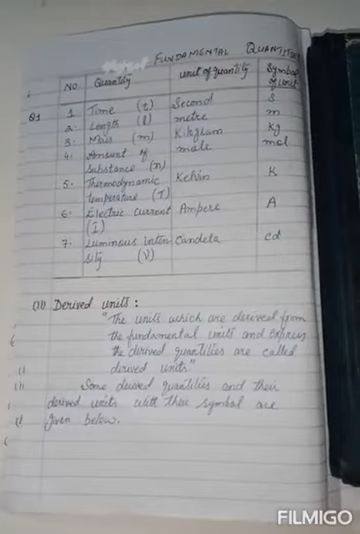 FUNDAMENTAL QUANTITIES
NO. Quantity unit of quantity Symbol of unit
Q1 1. Time (t) Second s
2. Length (l) metre m
3. Mass (m) Kilogram kg
4. Amount of substance (n) mole mol
5. Thermodynamic temperature (T) Kelvin K
6. Electric current (I) Ampere A
7. Luminous intensity (V) Candela cd
(ii) Derived units :
"The units which are derived from
the fundamental units and express
the derived quantities are called
derived units."
Some derived quantities and their
derived units with their symbol are
given below.
FILMIGO